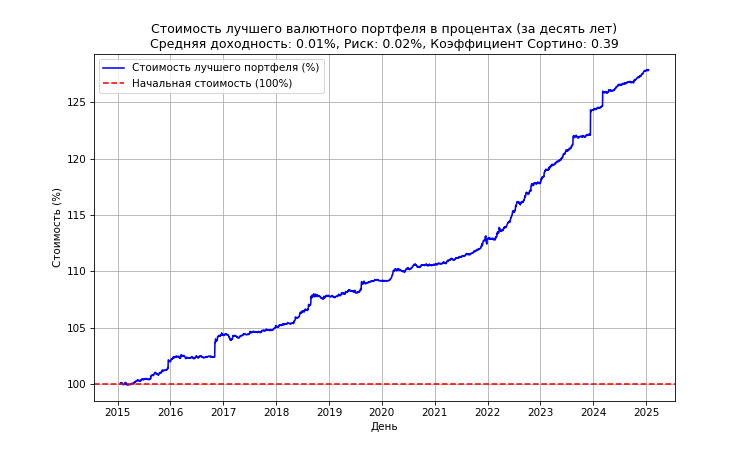 Стоимость лучшего валютного портфеля в процентах (за десять лет)
Средняя доходность: 0.01%, Риск: 0.02%, Коэффициент Сортино: 0.39
Стоимость лучшего портфеля (%)
Начальная стоимость (100%)
Стоимость (%)
125
120
115
110
105
100
2015 2016 2017 2018 2019 2020 2021 2022 2023 2024 2025
День